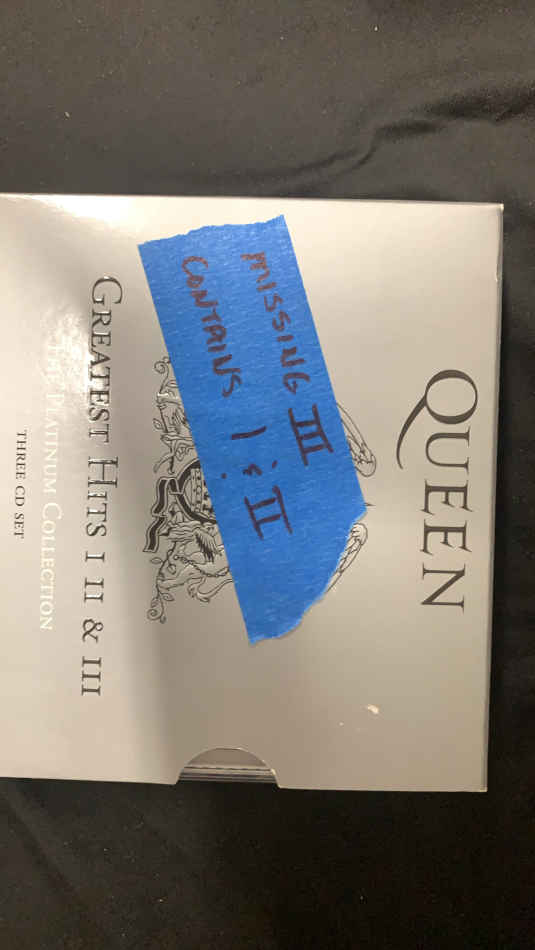 QUEEN
MISSING III
CONTAINS I & II
GREATEST HITS I II & III
THE PLATINUM COLLECTION
THREE CD SET